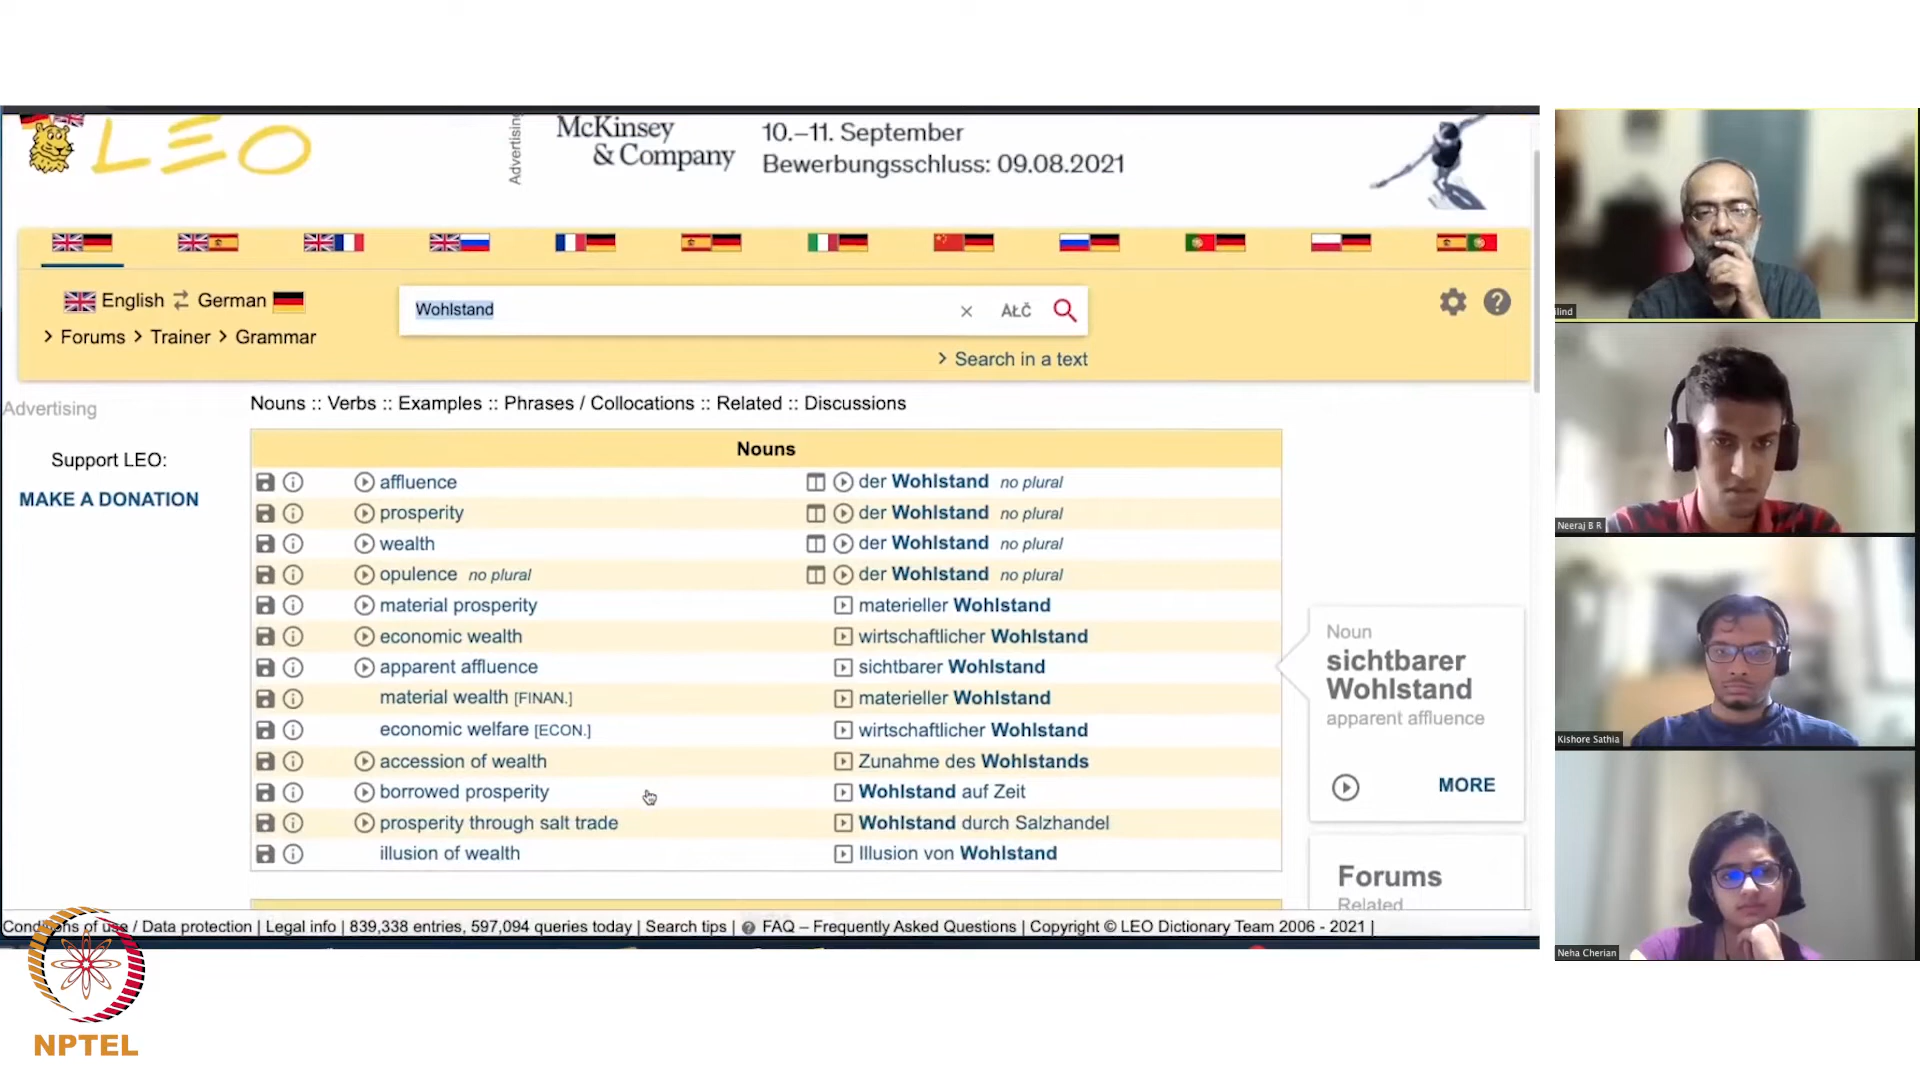 LEO
Advertising
McKinsey
& Company
10.–11. September
Bewerbungsschluss: 09.08.2021
English German
Forums Trainer Grammar
Wohlstand
AŁČ
Search in a text
Advertising
Support LEO:
MAKE A DONATION
Nouns :: Verbs :: Examples :: Phrases / Collocations :: Related :: Discussions
Nouns
affluence der Wohlstand no plural
prosperity der Wohlstand no plural
wealth der Wohlstand no plural
opulence no plural der Wohlstand no plural
material prosperity materieller Wohlstand
economic wealth wirtschaftlicher Wohlstand
apparent affluence sichtbarer Wohlstand
material wealth [FINAN.] materieller Wohlstand
economic welfare [ECON.] wirtschaftlicher Wohlstand
accession of wealth Zunahme des Wohlstands
borrowed prosperity Wohlstand auf Zeit
prosperity through salt trade Wohlstand durch Salzhandel
illusion of wealth Illusion von Wohlstand
Noun
sichtbarer
Wohlstand
apparent affluence
MORE
Forums
Related
/ Data protection | Legal info | 839,338 entries, 597,094 queries today | Search tips | FAQ – Frequently Asked Questions | Copyright © LEO Dictionary Team 2006 - 2021 |
NPTEL
Neeraj B R
Kishore Sathia
Neha Cherian